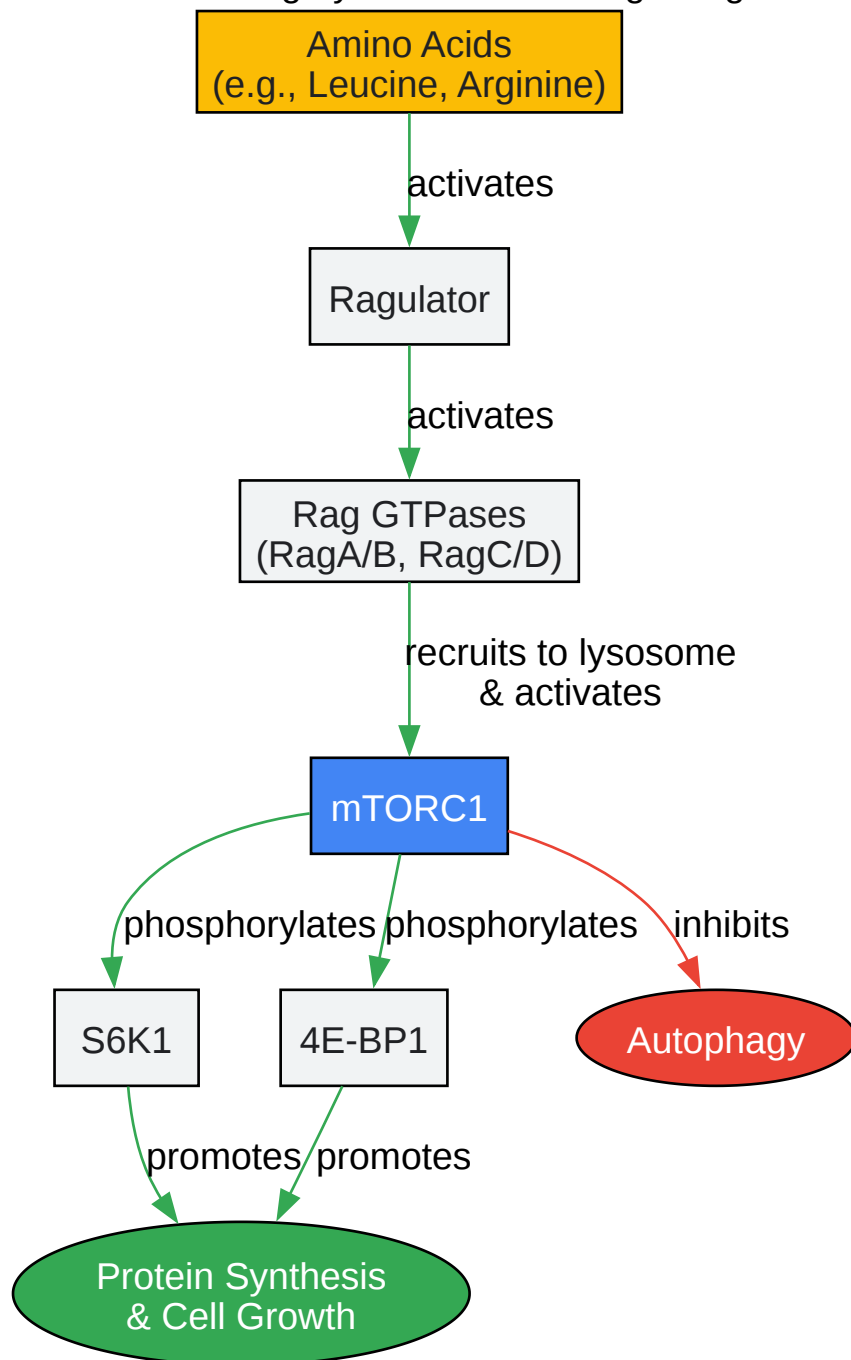 Amino Acids
(e.g., Leucine, Arginine)
activates
Ragulator
activates
Rag GTPases
(RagA/B, RagC/D)
recruits to lysosome
& activates
mTORC1
phosphorylates
phosphorylates
inhibits
S6K1
4E-BP1
Autophagy
promotes
promotes
Protein Synthesis
& Cell Growth